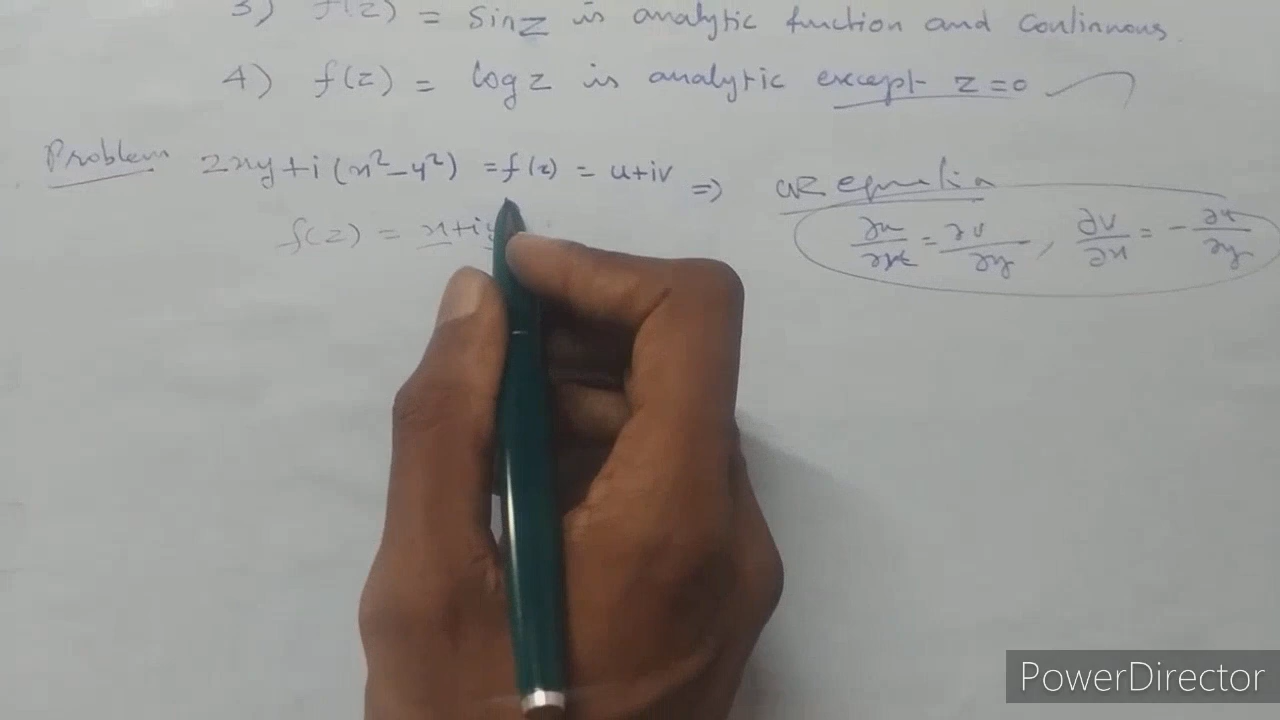 3) f(z) = Sin z is analytic function and continuous.
4) f(z) = log z is analytic except z = 0
Problem 2xy + i(x² - y²) = f(z) = u + iv ⇒ CR equation
f(z) = x + iy
∂u/∂x = ∂v/∂y , ∂v/∂x = - ∂u/∂y
PowerDirector